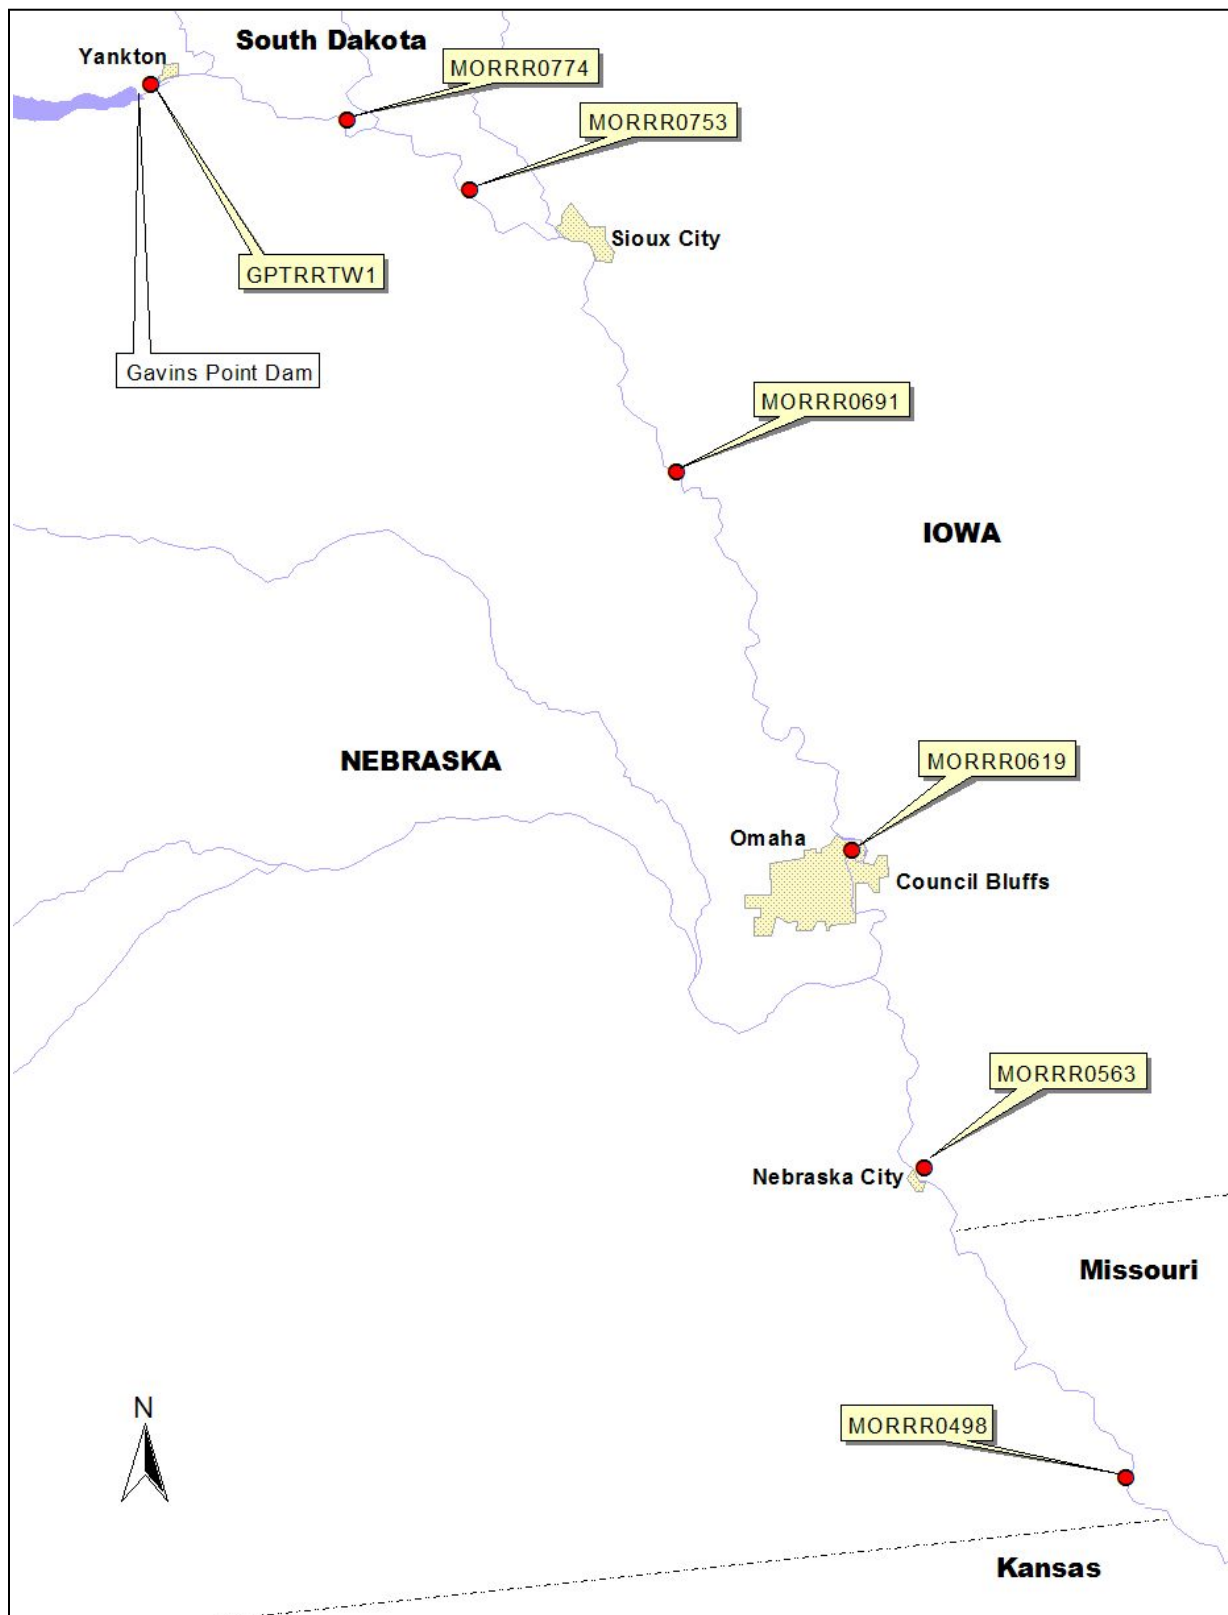 South Dakota
Yankton
MORRR0774
MORRR0753
Sioux City
GPTRRTW1
Gavins Point Dam
MORRR0691
IOWA
NEBRASKA
MORRR0619
Omaha
Council Bluffs
MORRR0563
Nebraska City
Missouri
N
MORRR0498
Kansas